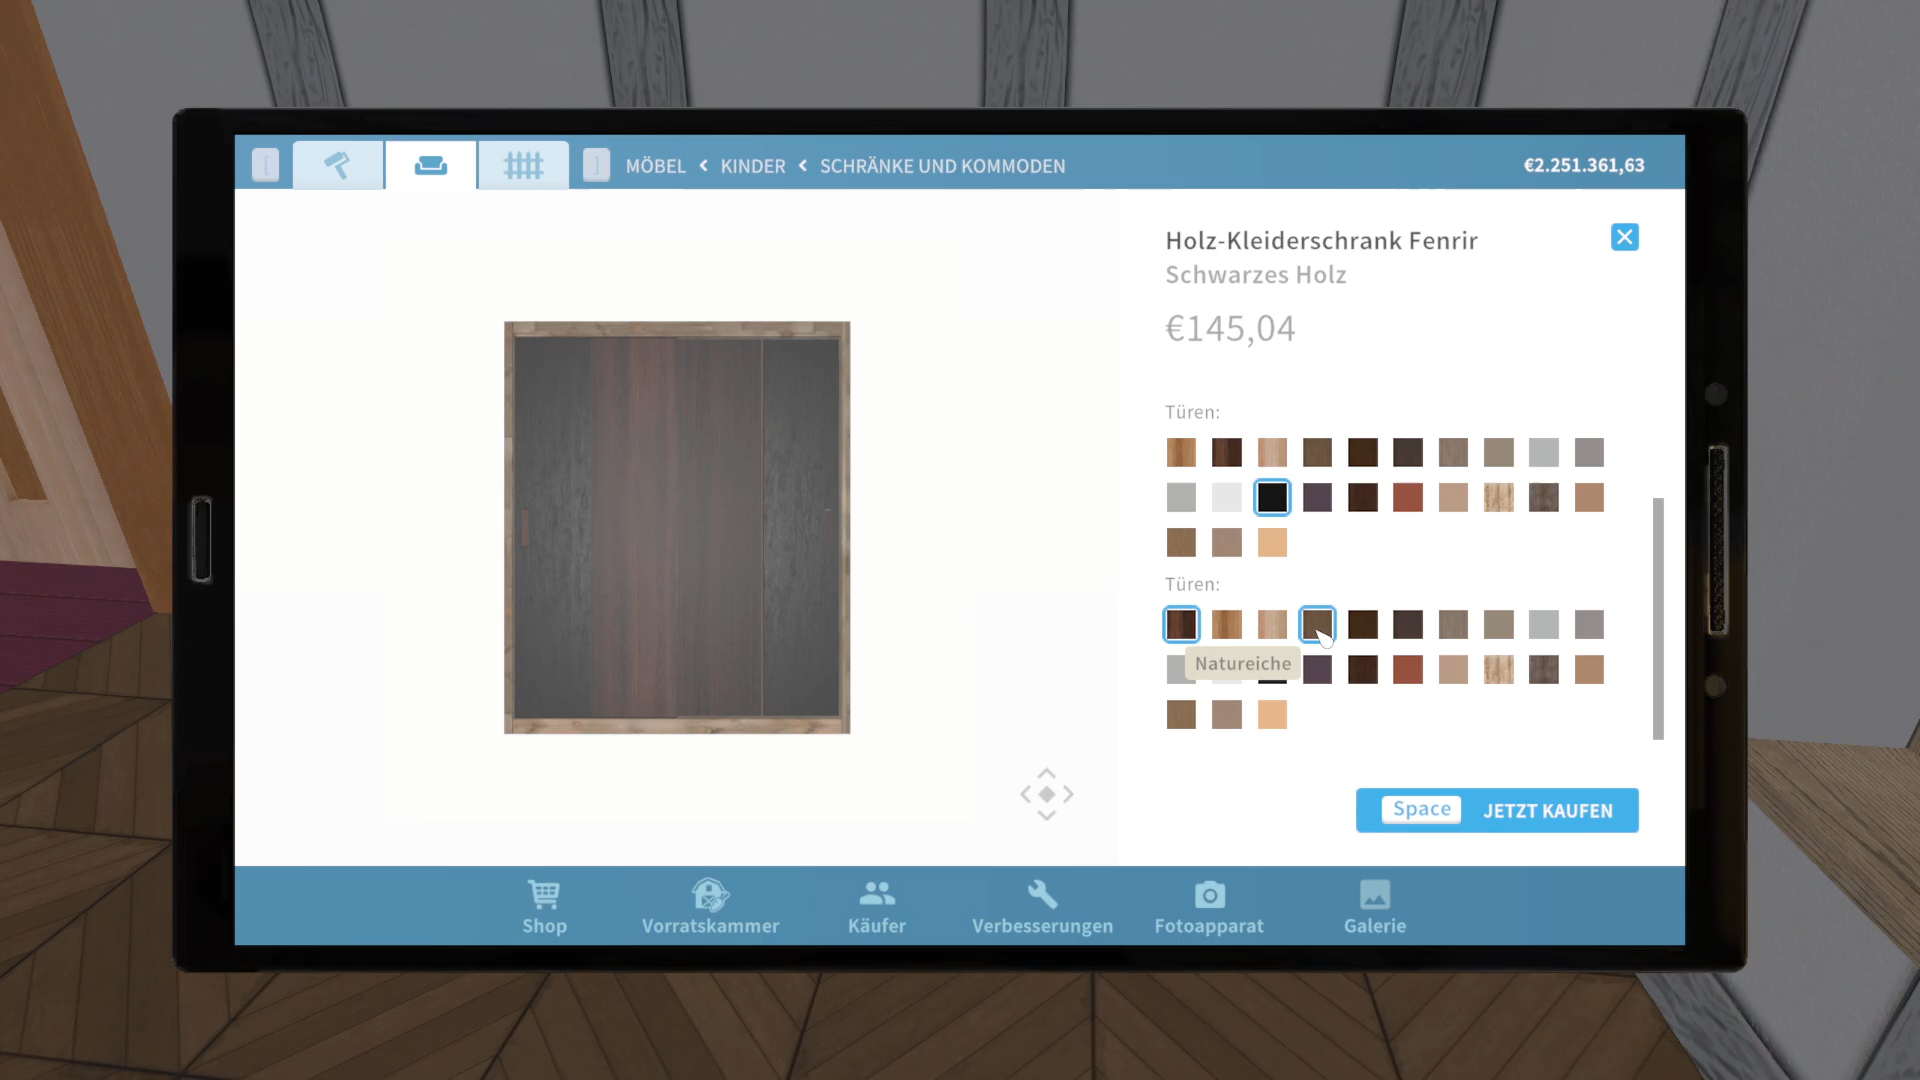 MÖBEL < KINDER < SCHRÄNKE UND KOMMODEN
€2.251.361,63
Holz-Kleiderschrank Fenrir
Schwarzes Holz
€145,04
Türen:
Türen:
Natureiche
Space JETZT KAUFEN
Shop
Vorratskammer
Käufer
Verbesserungen
Fotoapparat
Galerie